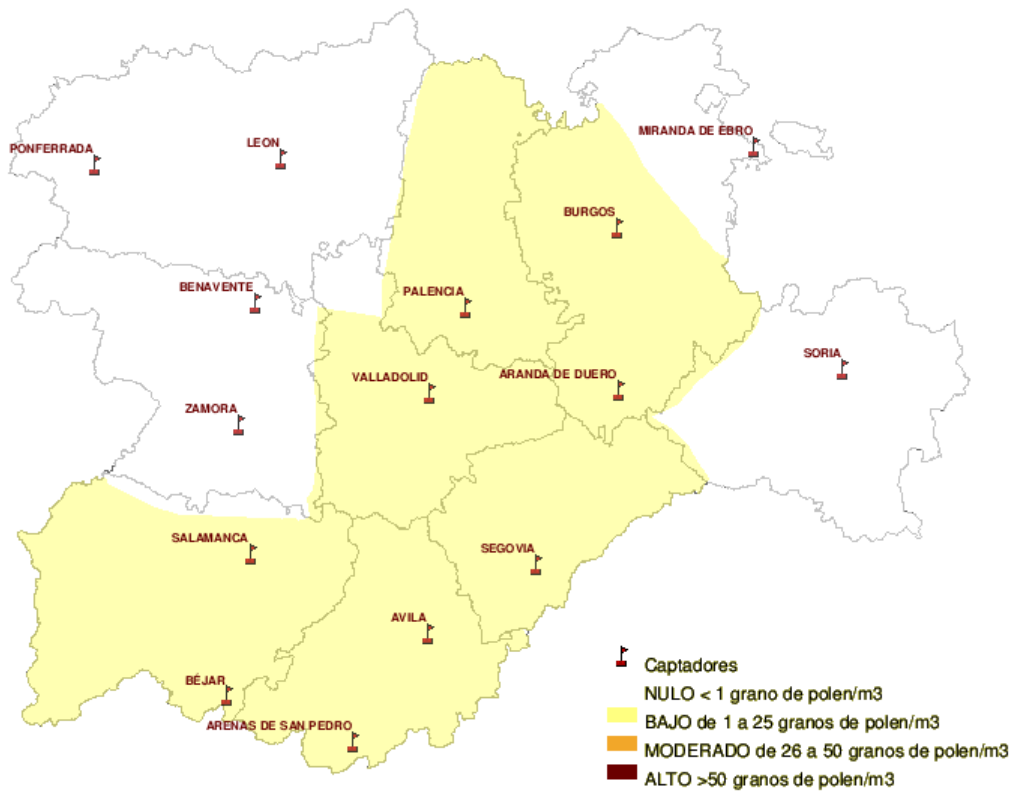 MIRANDA DE EBRO
PONFERRADA
LEON
BURGOS
BENAVENTE
PALENCIA
SORIA
VALLADOLID
ARANDA DE DUERO
ZAMORA
SALAMANCA
SEGOVIA
AVILA
BÉJAR
ARENAS DE SAN PEDRO
Captadores
NULO < 1 grano de polen/m3
BAJO de 1 a 25 granos de polen/m3
MODERADO de 26 a 50 granos de polen/m3
ALTO >50 granos de polen/m3